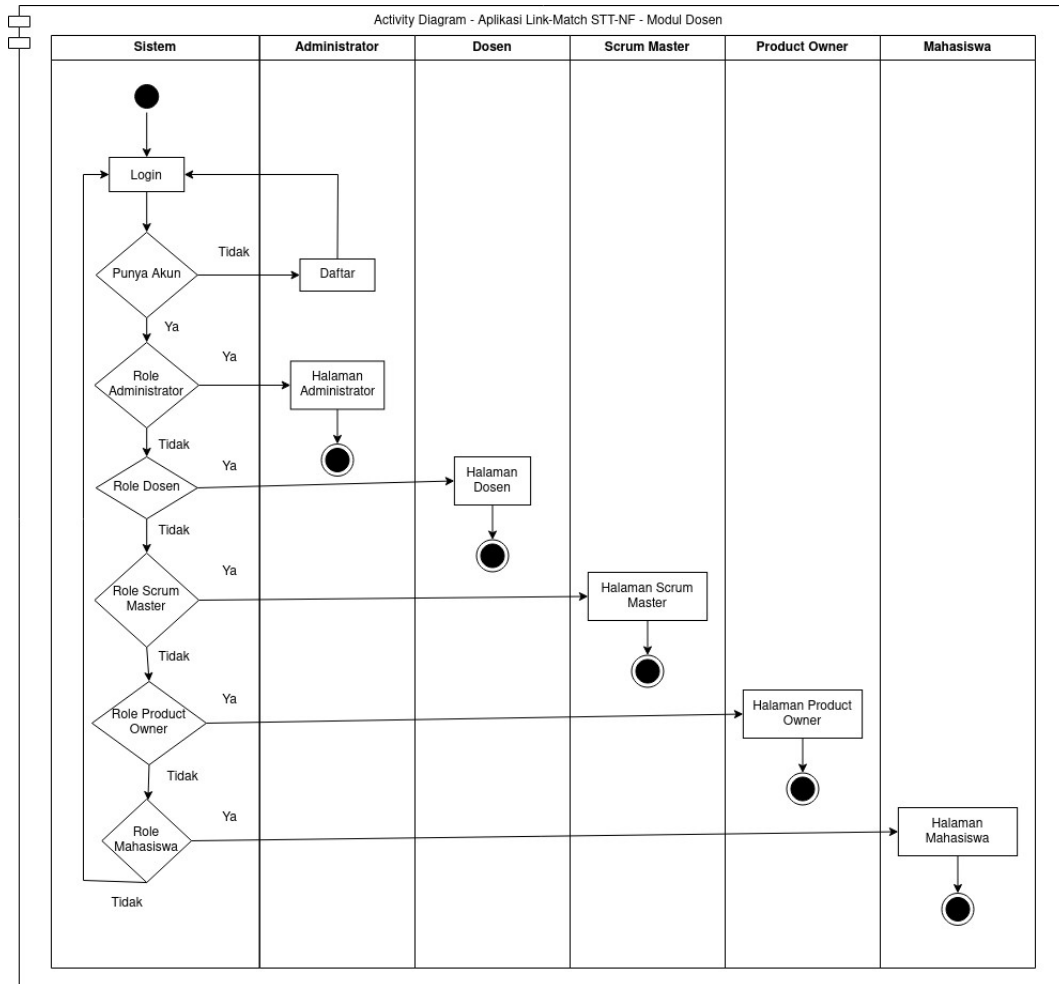 Activity Diagram - Aplikasi Link-Match STT-NF - Modul Dosen
Sistem
Administrator
Dosen
Scrum Master
Product Owner
Mahasiswa
Login
Punya Akun
Tidak
Daftar
Ya
Role
Administrator
Ya
Halaman
Administrator
Tidak
Role Dosen
Ya
Halaman
Dosen
Tidak
Role Scrum
Master
Ya
Halaman Scrum
Master
Tidak
Role Product
Owner
Ya
Halaman Product
Owner
Tidak
Role
Mahasiswa
Ya
Halaman
Mahasiswa
Tidak